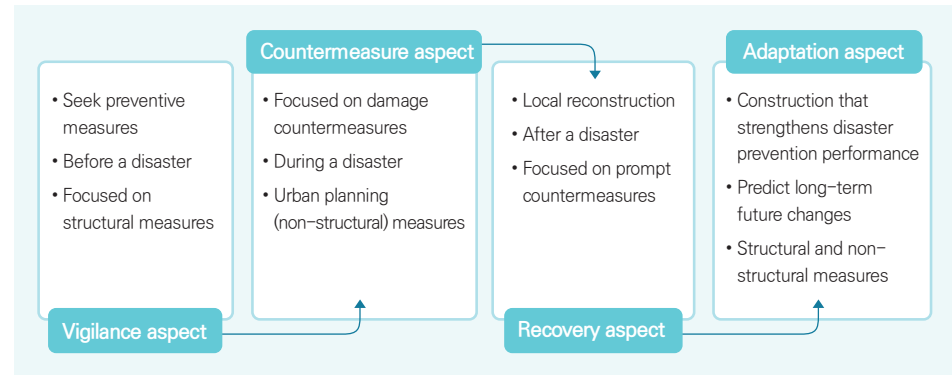 • Seek preventive
measures
• Before a disaster
• Focused on
structural measures
Vigilance aspect
Countermeasure aspect
• Focused on damage
countermeasures
• During a disaster
• Urban planning
(non-structural) measures
• Local reconstruction
• After a disaster
• Focused on prompt
countermeasures
Recovery aspect
Adaptation aspect
• Construction that
strengthens disaster
prevention performance
• Predict long-term
future changes
• Structural and non-
structural measures